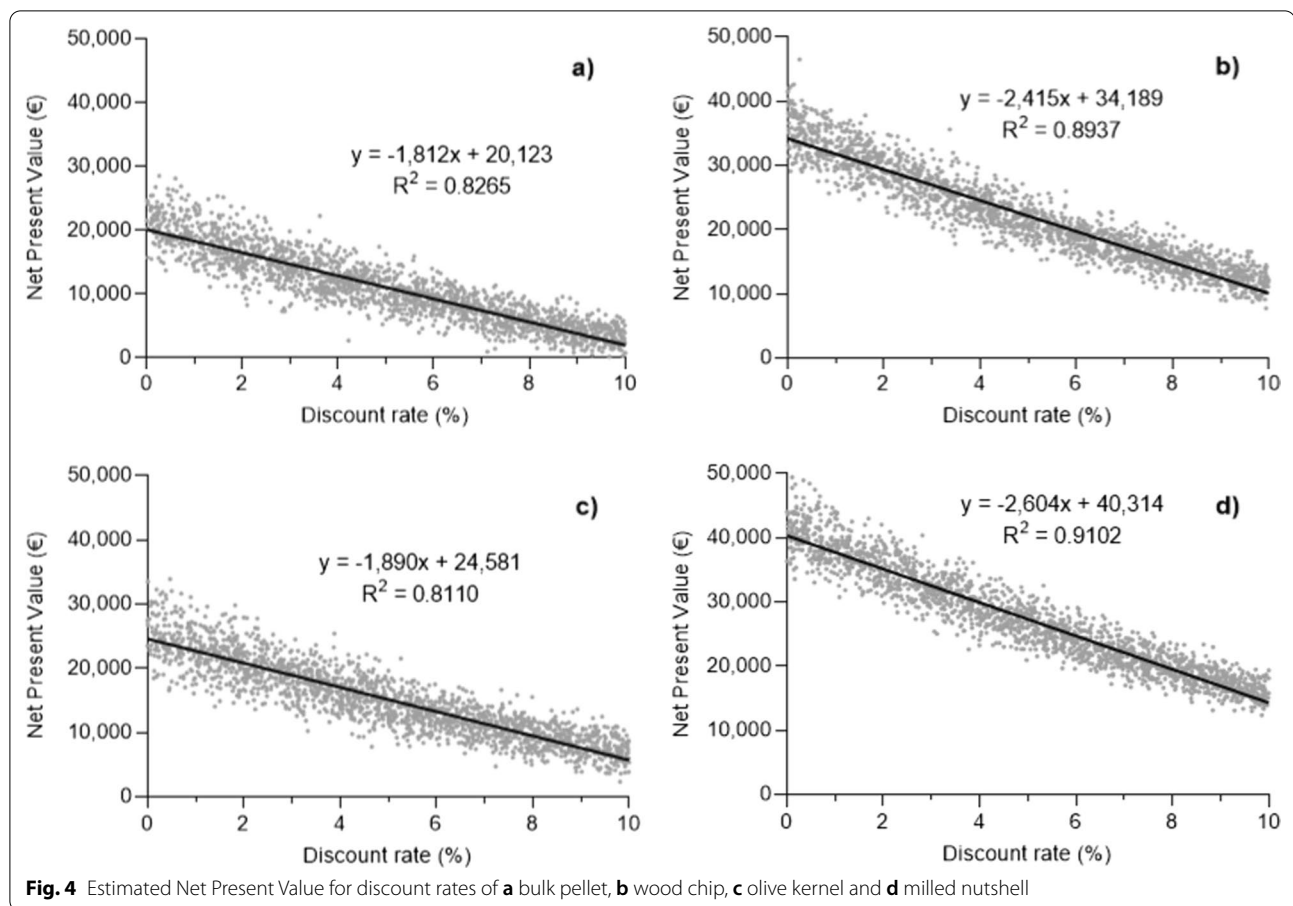 50,000
40,000
30,000
20,000
10,000
0
Net Present Value (€)
a)
y = -1,812x + 20,123
R² = 0.8265
0 2 4 6 8 10
Discount rate (%)
50,000
40,000
30,000
20,000
10,000
0
Net Present Value (€)
b)
y = -2,415x + 34,189
R² = 0.8937
0 2 4 6 8 10
Discount rate (%)
50,000
40,000
30,000
20,000
10,000
0
Net Present Value (€)
c)
y = -1,890x + 24,581
R² = 0.8110
0 2 4 6 8 10
Discount rate (%)
50,000
40,000
30,000
20,000
10,000
0
Net Present Value (€)
d)
y = -2,604x + 40,314
R² = 0.9102
0 2 4 6 8 10
Discount rate (%)
Fig. 4 Estimated Net Present Value for discount rates of a bulk pellet, b wood chip, c olive kernel and d milled nutshell